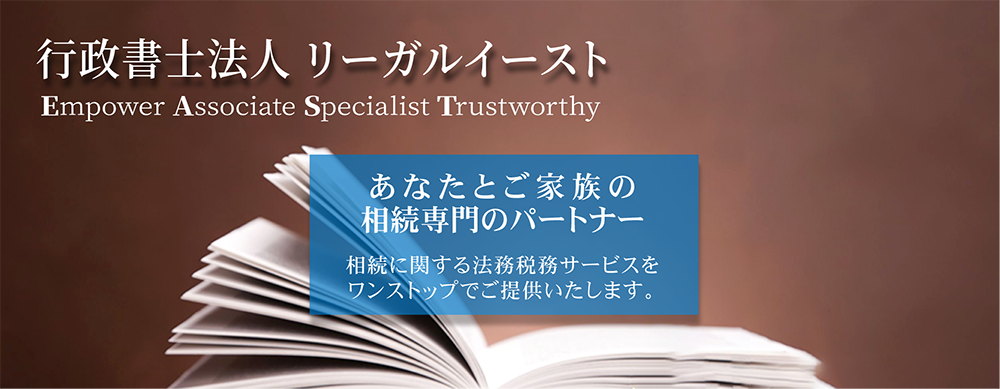 行政書士法人 リーガルイースト
Empower Associate Specialist Trustworthy
あなたとご家族の
相続専門のパートナー
相続に関する法務税務サービスを
ワンストップでご提供いたします。